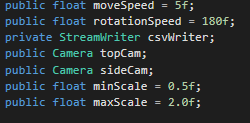 public float moveSpeed = 5f;
public float rotationSpeed = 180f;
private StreamWriter csvWriter;
public Camera topCam;
public Camera sideCam;
public float minScale = 0.5f;
public float maxScale = 2.0f;